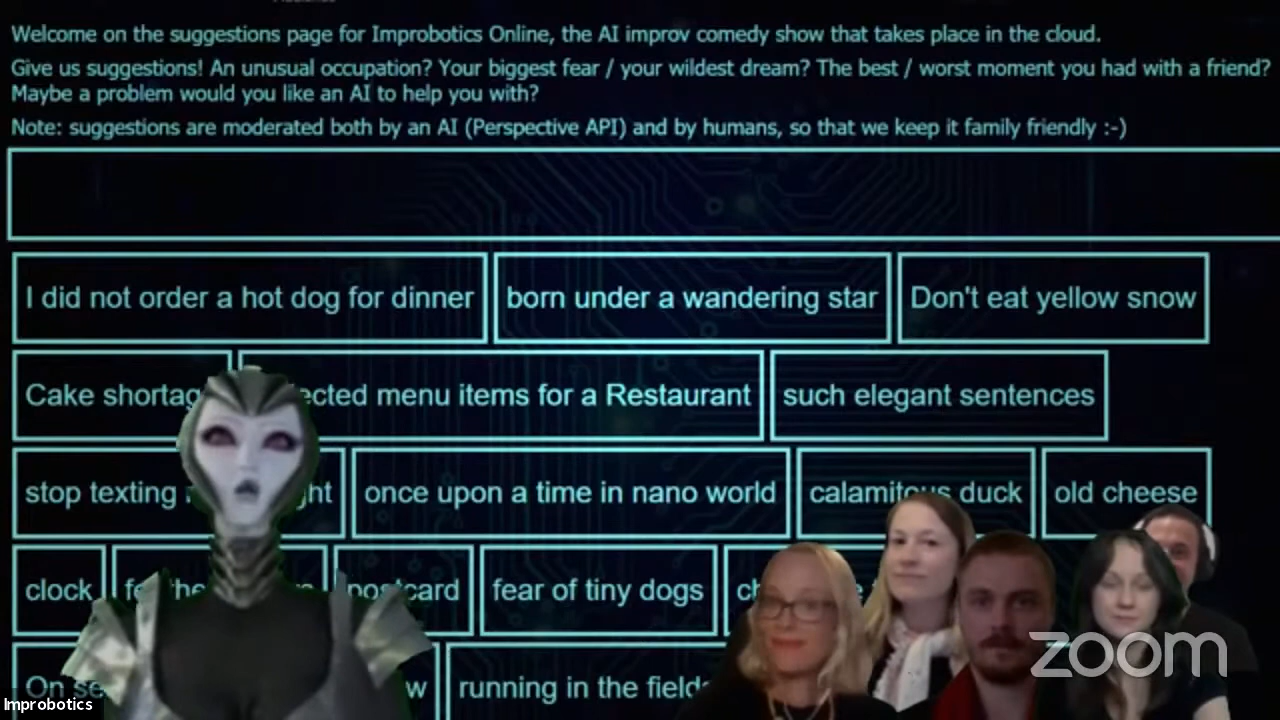 Welcome on the suggestions page for Improbotics Online, the AI improv comedy show that takes place in the cloud.
Give us suggestions! An unusual occupation? Your biggest fear / your wildest dream? The best / worst moment you had with a friend?
Maybe a problem would you like an AI to help you with?
Note: suggestions are moderated both by an AI (Perspective API) and by humans, so that we keep it family friendly :-)
I did not order a hot dog for dinner born under a wandering star Don't eat yellow snow
Cake menu items for a Restaurant such elegant sentences
stop texting once upon a time in nano world calamitous duck old cheese
clock postcard fear of tiny dogs
On running in the
zoom
Improbotics